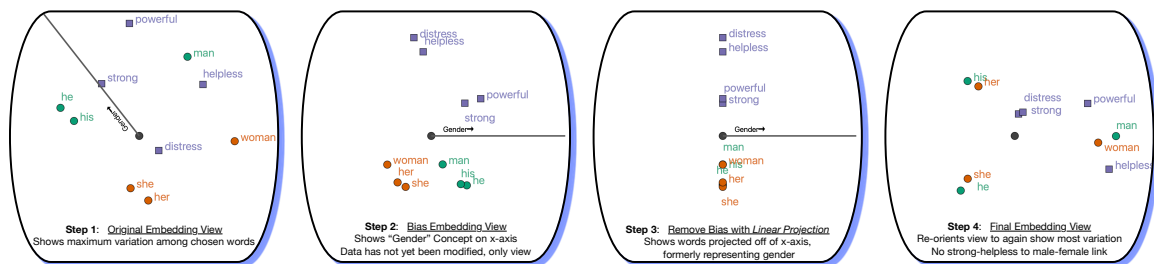 powerful
man
strong
helpless
he
his
Gender→
distress
woman
she
her
Step 1: Original Embedding View
Shows maximum variation among chosen words
distress
helpless
powerful
strong
Gender→
woman
man
her
his
she
he
Step 2: Bias Embedding View
Shows "Gender" Concept on x-axis
Data has not yet been modified, only view
distress
helpless
powerful
strong
Gender→
man
woman
his
he
her
she
Step 3: Remove Bias with Linear Projection
Shows words projected off of x-axis,
formerly representing gender
his
her
distress
strong
powerful
man
woman
helpless
she
he
Step 4: Final Embedding View
Re-orients view to again show most variation
No strong-helpless to male-female link